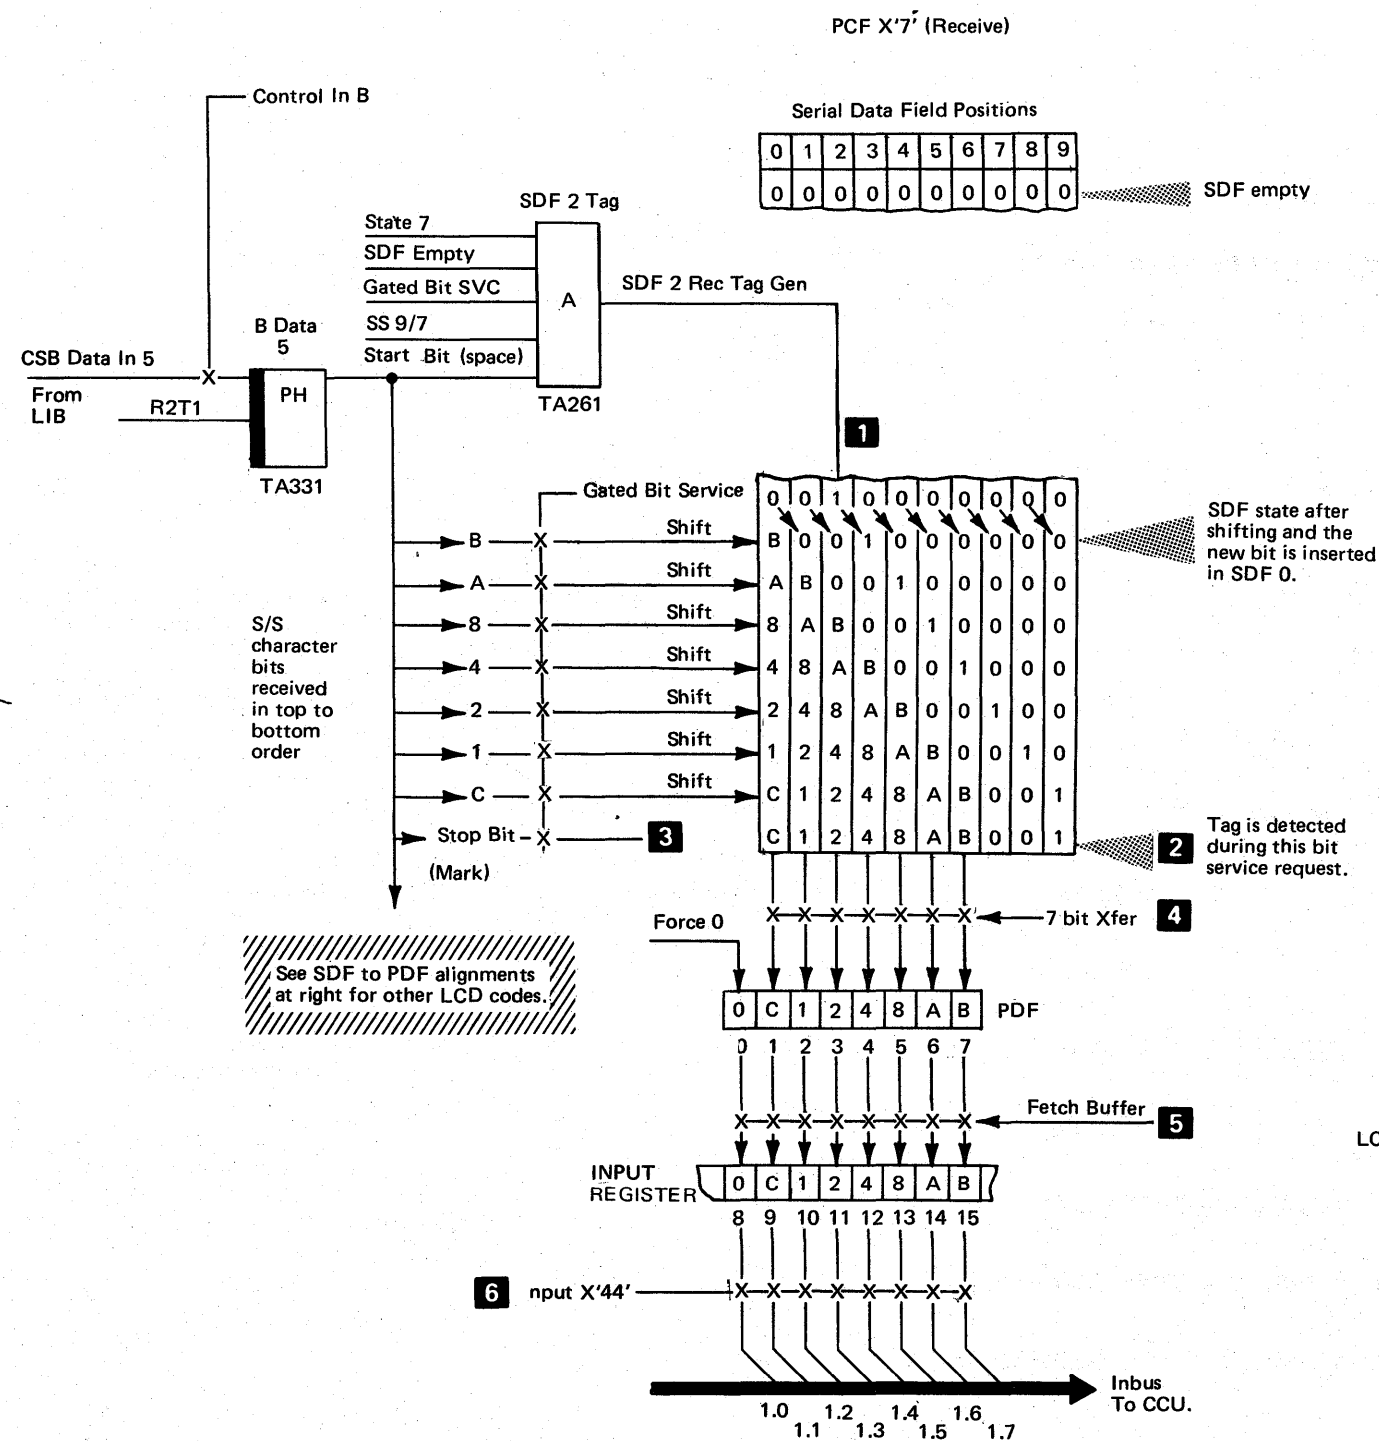 PCF X'7' (Receive)
Control In B
Serial Data Field Positions
0 1 2 3 4 5 6 7 8 9
0 0 0 0 0 0 0 0 0 0
SDF empty
SDF 2 Tag
State 7
SDF Empty
Gated Bit SVC
SS 9/7
Start Bit (space)
A
TA261
SDF 2 Rec Tag Gen
B Data
5
CSB Data In 5
From
LIB
R2T1
PH
TA331
1
Gated Bit Service
0 0 1 0 0 0 0 0 0 0
B X Shift B 0 0 1 0 0 0 0 0 0
A X Shift A B 0 0 1 0 0 0 0 0
8 X Shift 8 A B 0 0 1 0 0 0 0
4 X Shift 4 8 A B 0 0 1 0 0 0
2 X Shift 2 4 8 A B 0 0 1 0 0
1 X Shift 1 2 4 8 A B 0 0 1 0
C X Shift C 1 2 4 8 A B 0 0 1
Stop Bit X 3 C 1 2 4 8 A B 0 0 1
(Mark)
SDF state after
shifting and the
new bit is inserted
in SDF 0.
S/S
character
bits
received
in top to
bottom
order
2
Tag is detected
during this bit
service request.
X X X X X X X 7 bit Xfer 4
Force 0
See SDF to PDF alignments
at right for other LCD codes.
0 C 1 2 4 8 A B PDF
0 1 2 3 4 5 6 7
X X X X X X X X Fetch Buffer 5
LC
INPUT
REGISTER
0 C 1 2 4 8 A B
8 9 10 11 12 13 14 15
6 nput X'44' X X X X X X X X
Inbus
To CCU.
1.0 1.2 1.4 1.6
1.1 1.3 1.5 1.7